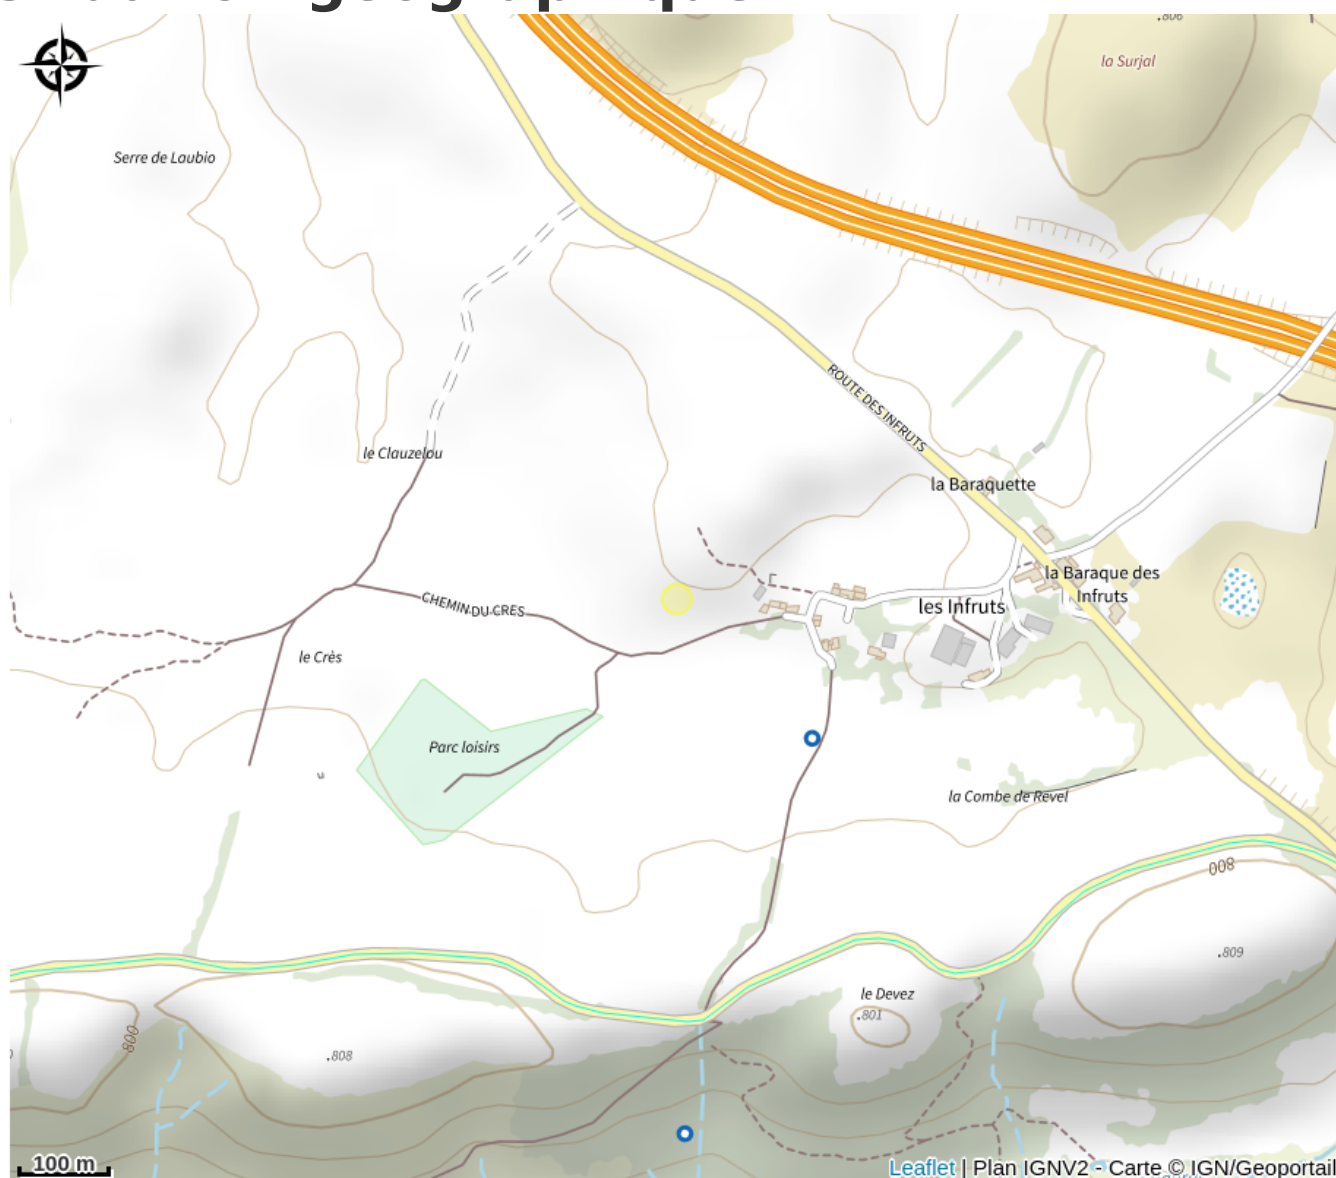 .806
la Surjal
Serre de Laubio
ROUTE DES INFRUTS
le Clauzelou
la Baraquette
la Baraque des
Infruts
CHEMIN DU CRES
les Infruts
le Crès
Parc loisirs
la Combe de Revel
800
.809
le Devez
.801
800
.808
100 m
Leaflet | Plan IGNV2 - Carte © IGN/Geoportail